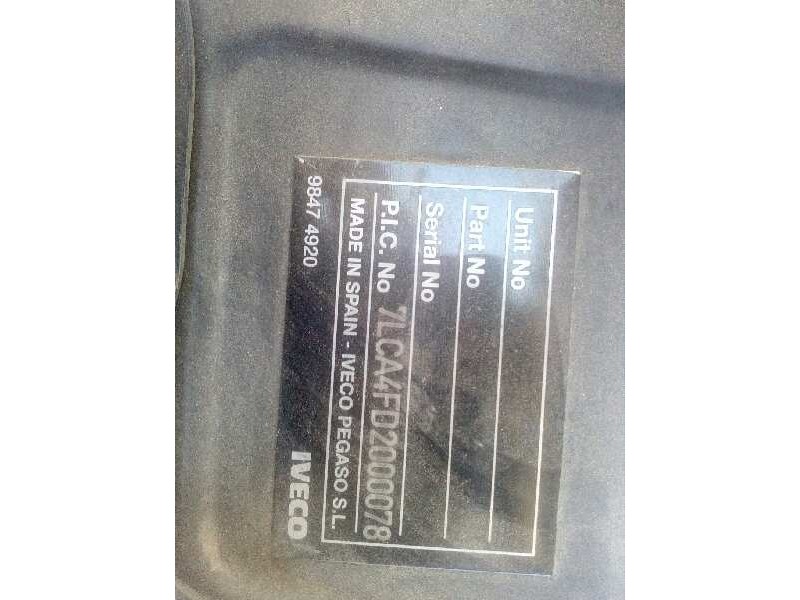 Unit No
Part No
Serial No
P.I.C. No 7LCA4FD2000078
MADE IN SPAIN - IVECO PEGASO S.L.
9847 4920 IVECO